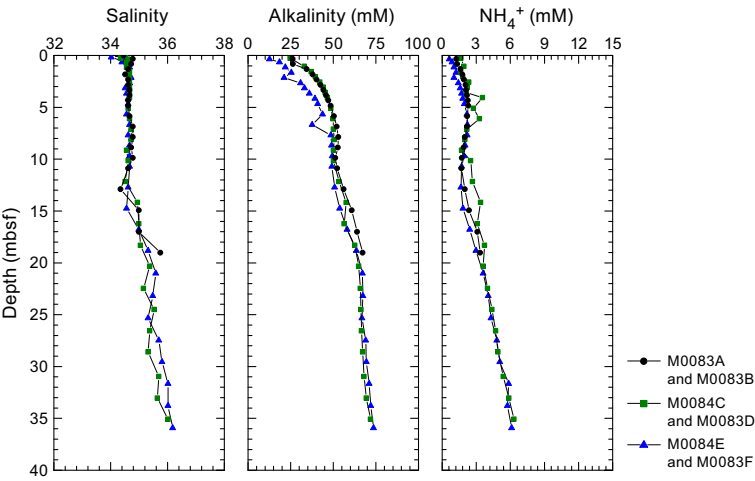 Salinity
Alkalinity (mM)
NH4+ (mM)
32 34 36 38
0 25 50 75 100
0 3 6 9 12 15
Depth (mbsf)
0
5
10
15
20
25
30
35
40
M0083A
and M0083B
M0084C
and M0083D
M0084E
and M0083F